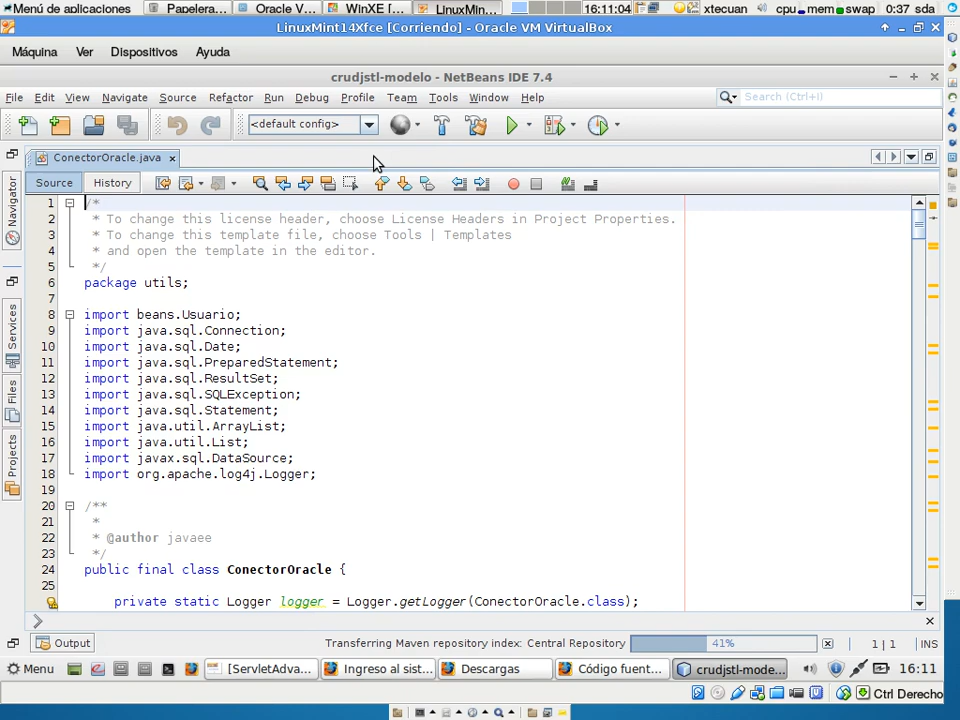 Menú de aplicaciones Papelera... Oracle V... WinXE [... LinuxMin... 16:11:04 xtecuan cpu mem swap 0:37 sda
LinuxMint14Xfce [Corriendo] - Oracle VM VirtualBox
Máquina Ver Dispositivos Ayuda
crudjstl-modelo - NetBeans IDE 7.4
File Edit View Navigate Source Refactor Run Debug Profile Team Tools Window Help Search (Ctrl+I)
<default config>
ConectorOracle.java
Source History
Navigator
Services
Files
Projects
1 /*
2 * To change this license header, choose License Headers in Project Properties.
3 * To change this template file, choose Tools | Templates
4 * and open the template in the editor.
5 */
6 package utils;
7
8 import beans.Usuario;
9 import java.sql.Connection;
10 import java.sql.Date;
11 import java.sql.PreparedStatement;
12 import java.sql.ResultSet;
13 import java.sql.SQLException;
14 import java.sql.Statement;
15 import java.util.ArrayList;
16 import java.util.List;
17 import javax.sql.DataSource;
18 import org.apache.log4j.Logger;
19
20 /**
21 *
22 * @author javaee
23 */
24 public final class ConectorOracle {
25
private static Logger logger = Logger.getLogger(ConectorOracle.class);
Output Transferring Maven repository index: Central Repository 41% 1 | 1 INS
Menu [ServletAdva... Ingreso al sist... Descargas Código fuent... crudjstl-mode... 16:11
Ctrl Derecho